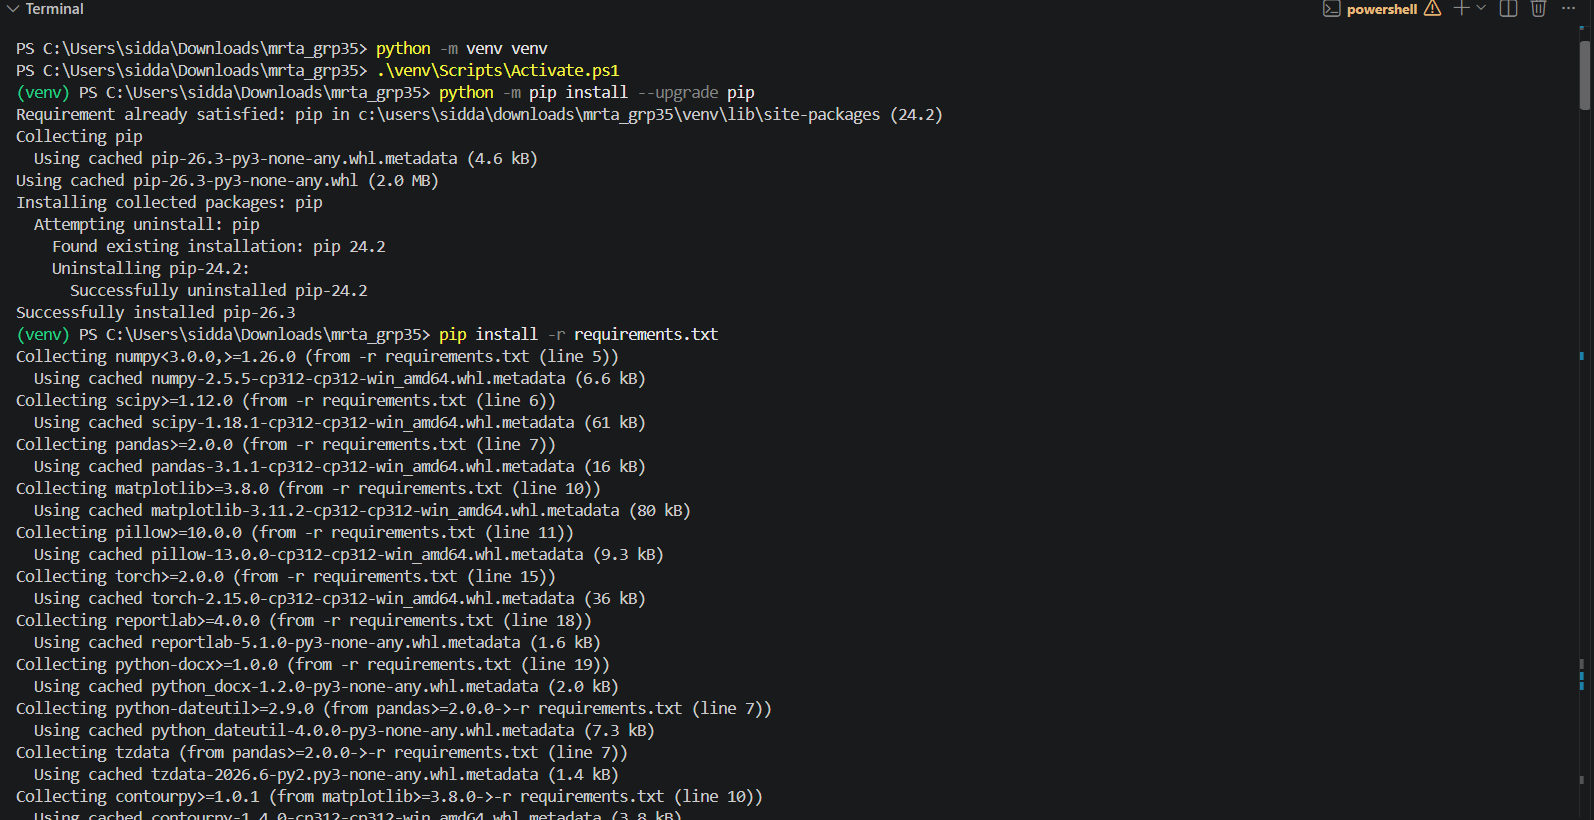 Terminal
powershell
PS C:\Users\sidda\Downloads\mrta_grp35> python -m venv venv
PS C:\Users\sidda\Downloads\mrta_grp35> .\venv\Scripts\Activate.ps1
(venv) PS C:\Users\sidda\Downloads\mrta_grp35> python -m pip install --upgrade pip
Requirement already satisfied: pip in c:\users\sidda\downloads\mrta_grp35\venv\lib\site-packages (24.2)
Collecting pip
  Using cached pip-26.3-py3-none-any.whl.metadata (4.6 kB)
Using cached pip-26.3-py3-none-any.whl (2.0 MB)
Installing collected packages: pip
  Attempting uninstall: pip
    Found existing installation: pip 24.2
    Uninstalling pip-24.2:
      Successfully uninstalled pip-24.2
Successfully installed pip-26.3
(venv) PS C:\Users\sidda\Downloads\mrta_grp35> pip install -r requirements.txt
Collecting numpy<3.0.0,>=1.26.0 (from -r requirements.txt (line 5))
  Using cached numpy-2.5.5-cp312-cp312-win_amd64.whl.metadata (6.6 kB)
Collecting scipy>=1.12.0 (from -r requirements.txt (line 6))
  Using cached scipy-1.18.1-cp312-cp312-win_amd64.whl.metadata (61 kB)
Collecting pandas>=2.0.0 (from -r requirements.txt (line 7))
  Using cached pandas-3.1.1-cp312-cp312-win_amd64.whl.metadata (16 kB)
Collecting matplotlib>=3.8.0 (from -r requirements.txt (line 10))
  Using cached matplotlib-3.11.2-cp312-cp312-win_amd64.whl.metadata (80 kB)
Collecting pillow>=10.0.0 (from -r requirements.txt (line 11))
  Using cached pillow-13.0.0-cp312-cp312-win_amd64.whl.metadata (9.3 kB)
Collecting torch>=2.0.0 (from -r requirements.txt (line 15))
  Using cached torch-2.15.0-cp312-cp312-win_amd64.whl.metadata (36 kB)
Collecting reportlab>=4.0.0 (from -r requirements.txt (line 18))
  Using cached reportlab-5.1.0-py3-none-any.whl.metadata (1.6 kB)
Collecting python-docx>=1.0.0 (from -r requirements.txt (line 19))
  Using cached python_docx-1.2.0-py3-none-any.whl.metadata (2.0 kB)
Collecting python-dateutil>=2.9.0 (from pandas>=2.0.0->-r requirements.txt (line 7))
  Using cached python_dateutil-4.0.0-py3-none-any.whl.metadata (7.3 kB)
Collecting tzdata (from pandas>=2.0.0->-r requirements.txt (line 7))
  Using cached tzdata-2026.6-py2.py3-none-any.whl.metadata (1.4 kB)
Collecting contourpy>=1.0.1 (from matplotlib>=3.8.0->-r requirements.txt (line 10))
  Using cached contourpy-1.4.0-cp312-cp312-win_amd64.whl.metadata (3.8 kB)